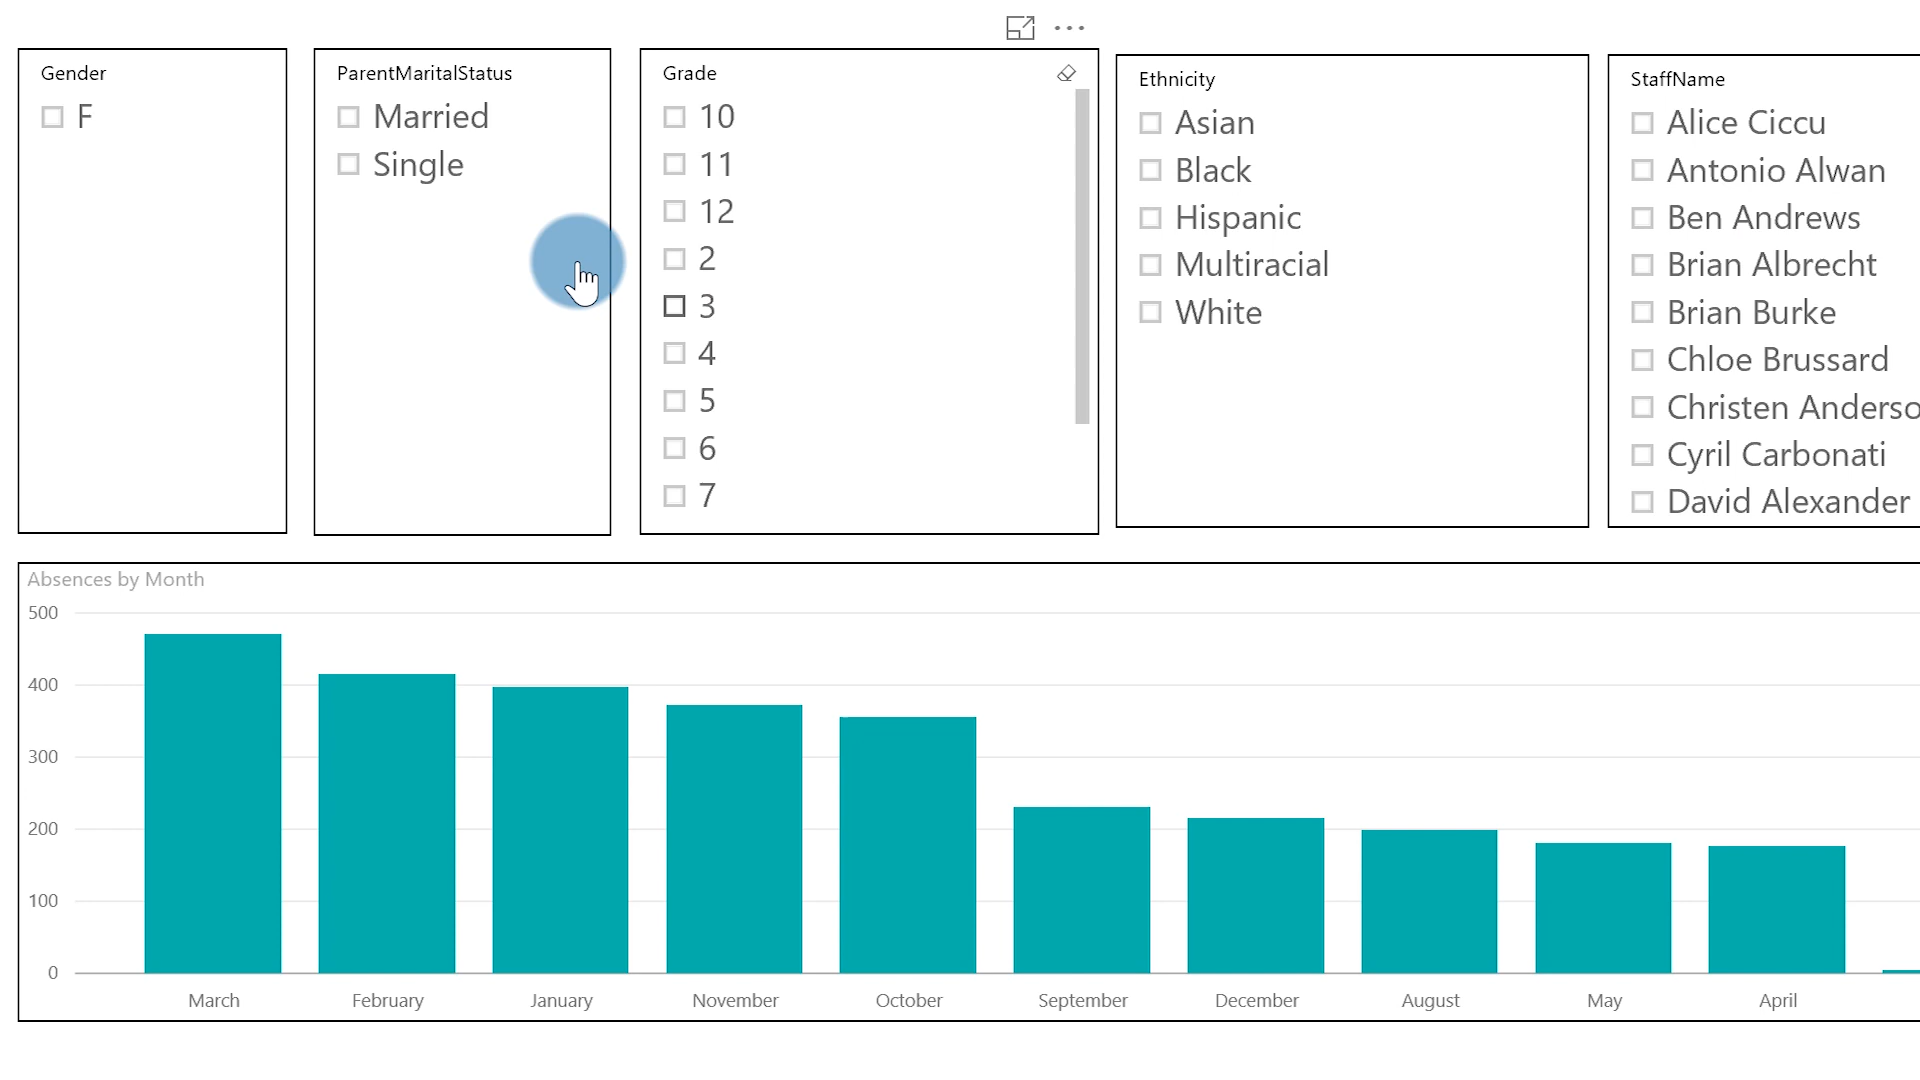 Gender
F
ParentMaritalStatus
Married
Single
Grade
10
11
12
2
3
4
5
6
7
Ethnicity
Asian
Black
Hispanic
Multiracial
White
StaffName
Alice Ciccu
Antonio Alwan
Ben Andrews
Brian Albrecht
Brian Burke
Chloe Brussard
Christen Anderso
Cyril Carbonati
David Alexander
Absences by Month
500
400
300
200
100
0
March February January November October September December August May April